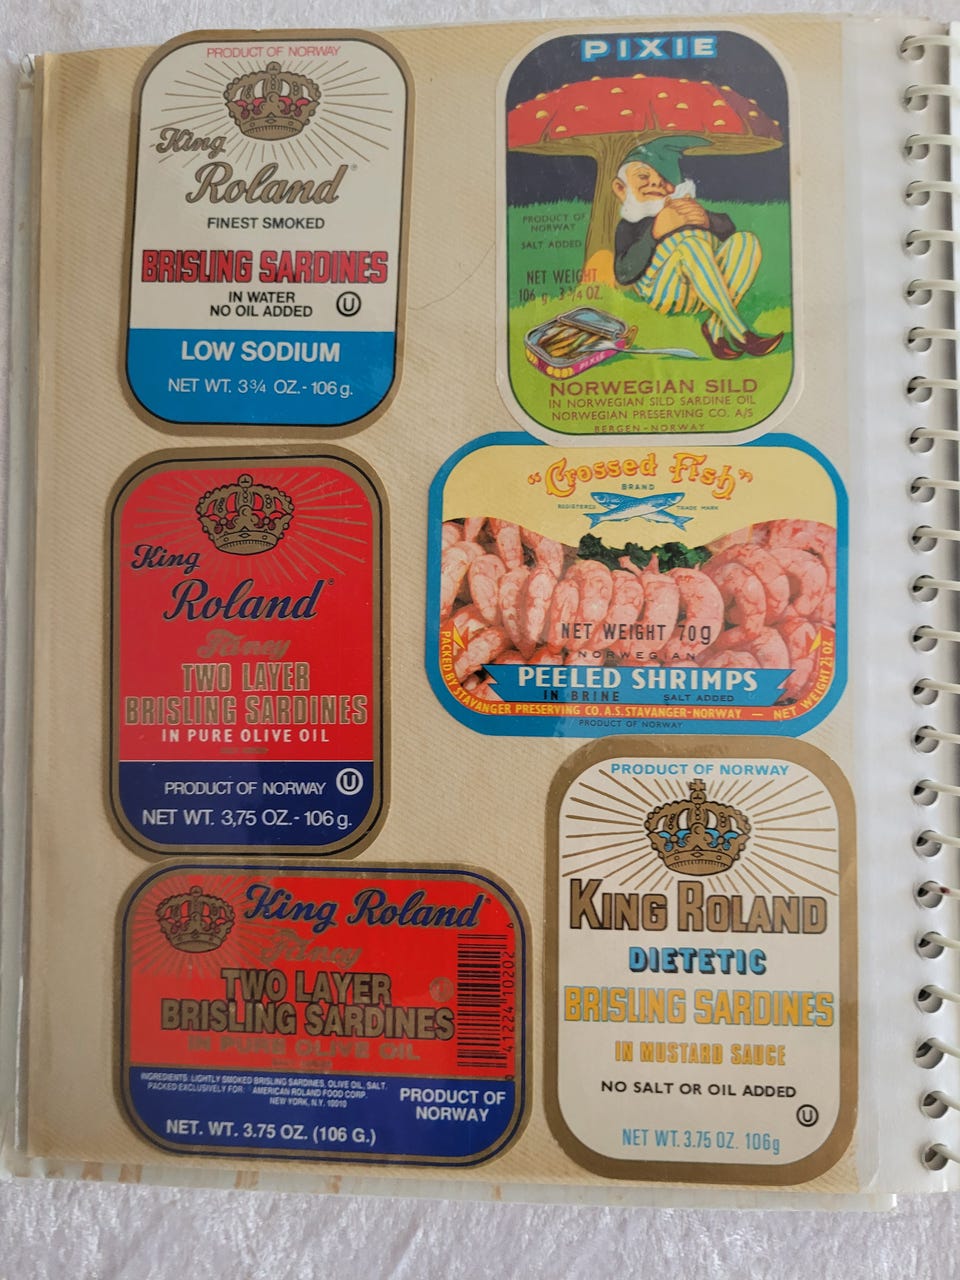 PRODUCT OF NORWAY
King
Roland®
FINEST SMOKED
BRISLING SARDINES
IN WATER
NO OIL ADDED
U
LOW SODIUM
NET WT. 3¾ OZ.-106 g.
PIXIE
PRODUCT OF
NORWAY
SALT ADDED
NET WEIGHT
106 g 3¾ OZ.
PIXIE
NORWEGIAN SILD
IN NORWEGIAN SILD SARDINE OIL
NORWEGIAN PRESERVING CO. A/S
BERGEN-NORWAY
King
Roland®
Fancy
TWO LAYER
BRISLING SARDINES
IN PURE OLIVE OIL
PRODUCT OF NORWAY
U
NET WT. 3,75 OZ.-106 g.
"Crossed Fish"
BRAND
REGISTERED TRADE MARK
NET WEIGHT 70g
NORWEGIAN
PEELED SHRIMPS
IN BRINE SALT ADDED
PACKED BY STAVANGER PRESERVING CO. A.S. STAVANGER-NORWAY — NET WEIGHT 2½ OZ
PRODUCT OF NORWAY
King Roland®
Fancy
TWO LAYER
BRISLING SARDINES
IN PURE OLIVE OIL
INGREDIENTS: LIGHTLY SMOKED BRISLING SARDINES, OLIVE OIL, SALT.
PACKED EXCLUSIVELY FOR: AMERICAN ROLAND FOOD CORP.
NEW YORK, N.Y. 10010
PRODUCT OF
NORWAY
NET. WT. 3.75 OZ. (106 G.)
0 41224 10202 6
PRODUCT OF NORWAY
KING ROLAND
DIETETIC
BRISLING SARDINES
IN MUSTARD SAUCE
NO SALT OR OIL ADDED
U
NET WT. 3.75 OZ. 106g